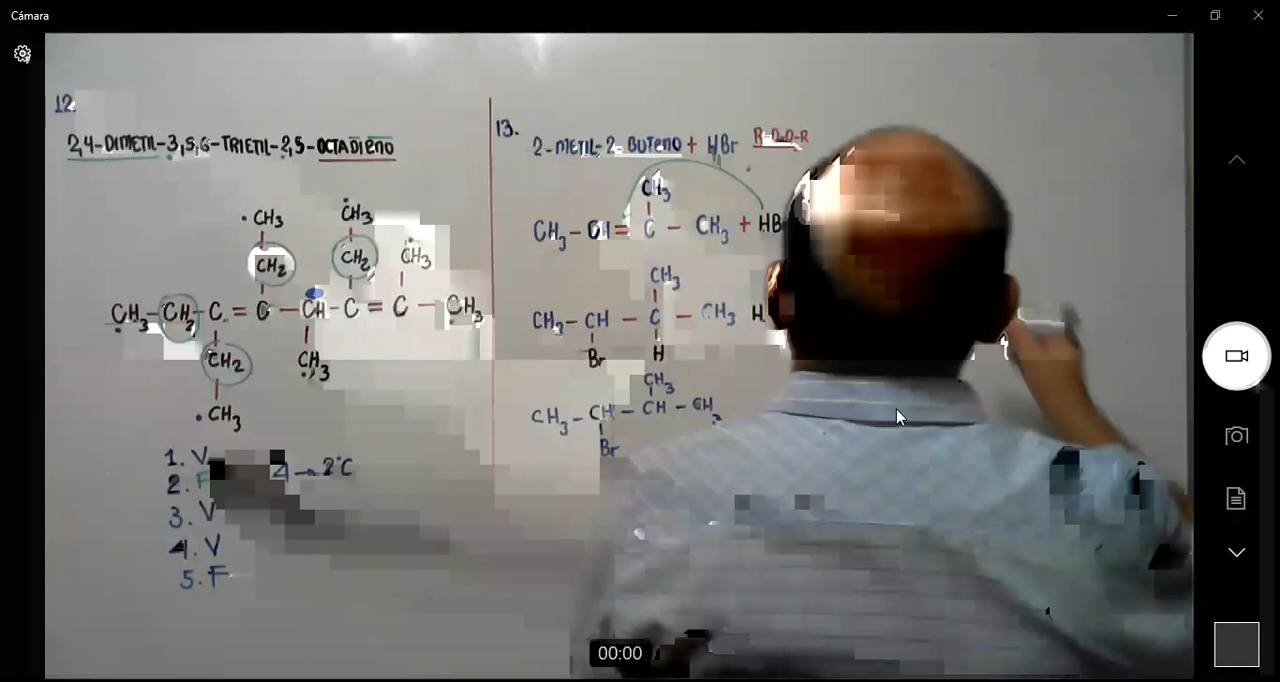 Cámara
12.
2,4-DIMETIL-3,5,6-TRIETIL-2,5-OCTADIENO
CH3 CH3
CH2 CH2 CH3
CH3-CH2-C=C-CH-C=C-CH3
CH2 CH3
CH3
1. V
2. F 4→2°C
3. V
4. V
5. F
13.
2-METIL-2-BUTENO + HBr R-O-O-R
CH3
CH3-CH=C-CH3 + HB
CH3
CH3-CH-C-CH3 H
Br H
CH3
CH3-CH-CH-CH3
Br
00:00